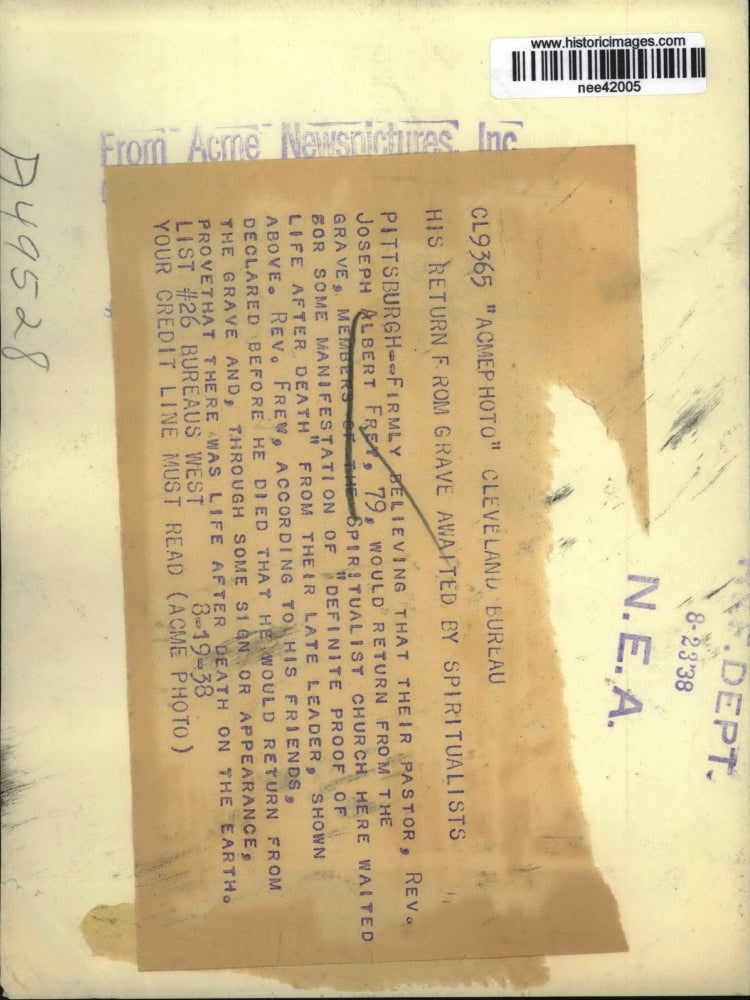 www.historicimages.com
nee42005
From Acme Newspictures, Inc
D49528
CL9365 "ACMEPHOTO" CLEVELAND BUREAU
HIS RETURN FROM GRAVE AWAITED BY SPIRITUALISTS
PITTSBURGH--FIRMLY BELIEVING THAT THEIR PASTOR, REV.
JOSEPH ALBERT FREW, 79, WOULD RETURN FROM THE
GRAVE, MEMBERS OF THE SPIRITUALIST CHURCH HERE WAITED
FOR SOME MANIFESTATION OF "DEFINITE PROOF OF
LIFE AFTER DEATH" FROM THEIR LATE LEADER, SHOWN
ABOVE. REV. FREW, ACCORDING TO HIS FRIENDS,
DECLARED BEFORE HE DIED THAT HE WOULD RETURN FROM
THE GRAVE AND, THROUGH SOME SIGN OR APPEARANCE,
PROVETHAT THERE WAS LIFE AFTER DEATH ON THE EARTH.
LIST #26 BUREAUS WEST 8-19-38
YOUR CREDIT LINE MUST READ (ACME PHOTO)
DEPT.
8-23'38
N.E.A.